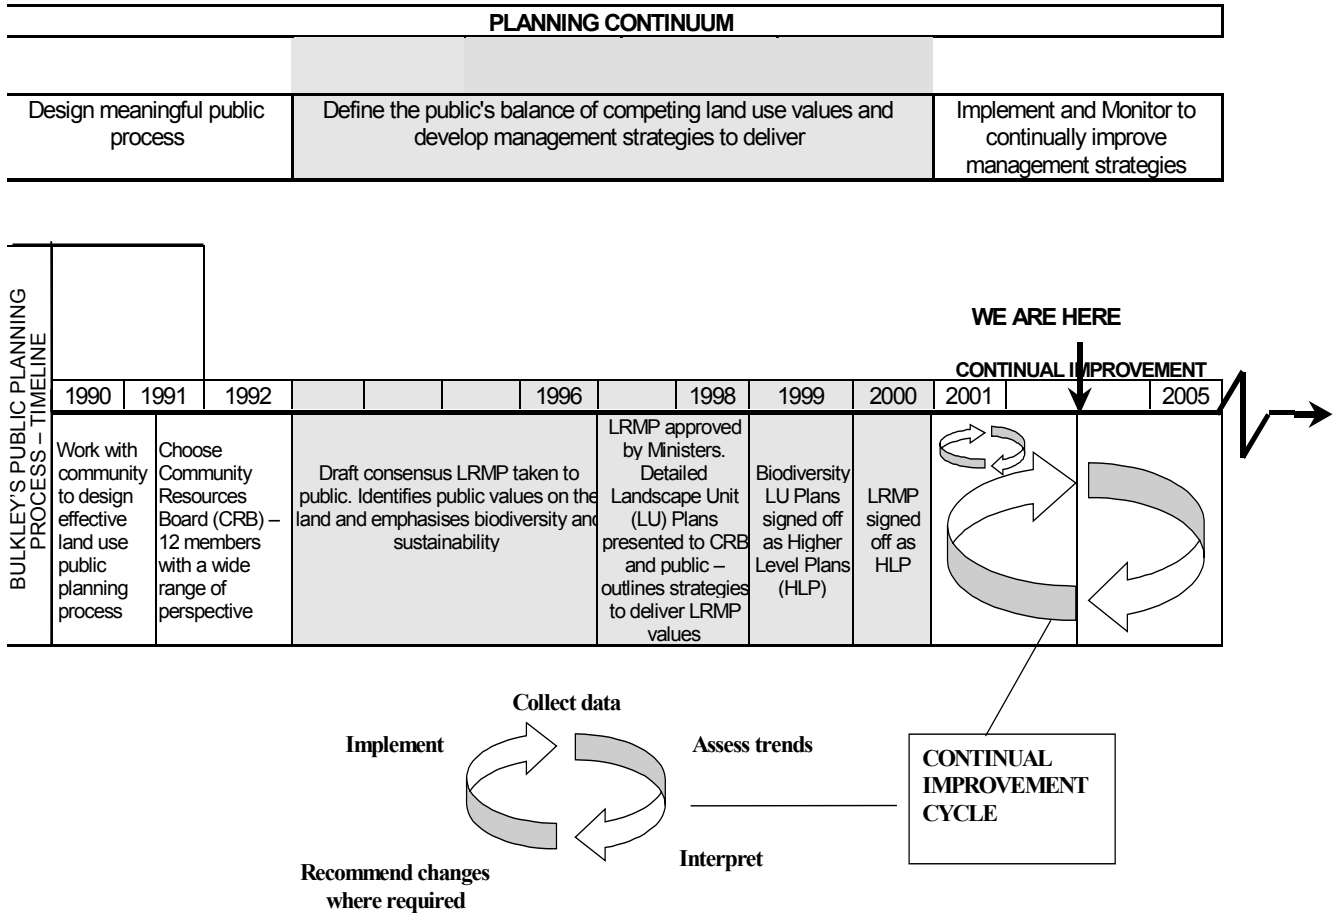 PLANNING CONTINUUM
Design meaningful public
process
Define the public's balance of competing land use values and
develop management strategies to deliver
Implement and Monitor to
continually improve
management strategies
BULKLEY'S PUBLIC PLANNING
PROCESS – TIMELINE
WE ARE HERE
CONTINUAL IMPROVEMENT
1990 1991 1992 1996 1998 1999 2000 2001 2005
Work with
community
to design
effective
land use
public
planning
process
Choose
Community
Resources
Board (CRB) –
12 members
with a wide
range of
perspective
Draft consensus LRMP taken to
public. Identifies public values on the
land and emphasises biodiversity and
sustainability
LRMP approved
by Ministers.
Detailed
Landscape Unit
(LU) Plans
presented to CRB
and public –
outlines strategies
to deliver LRMP
values
Biodiversity
LU Plans
signed off
as Higher
Level Plans
(HLP)
LRMP
signed
off as
HLP
Collect data
Implement
Assess trends
Interpret
Recommend changes
where required
CONTINUAL
IMPROVEMENT
CYCLE